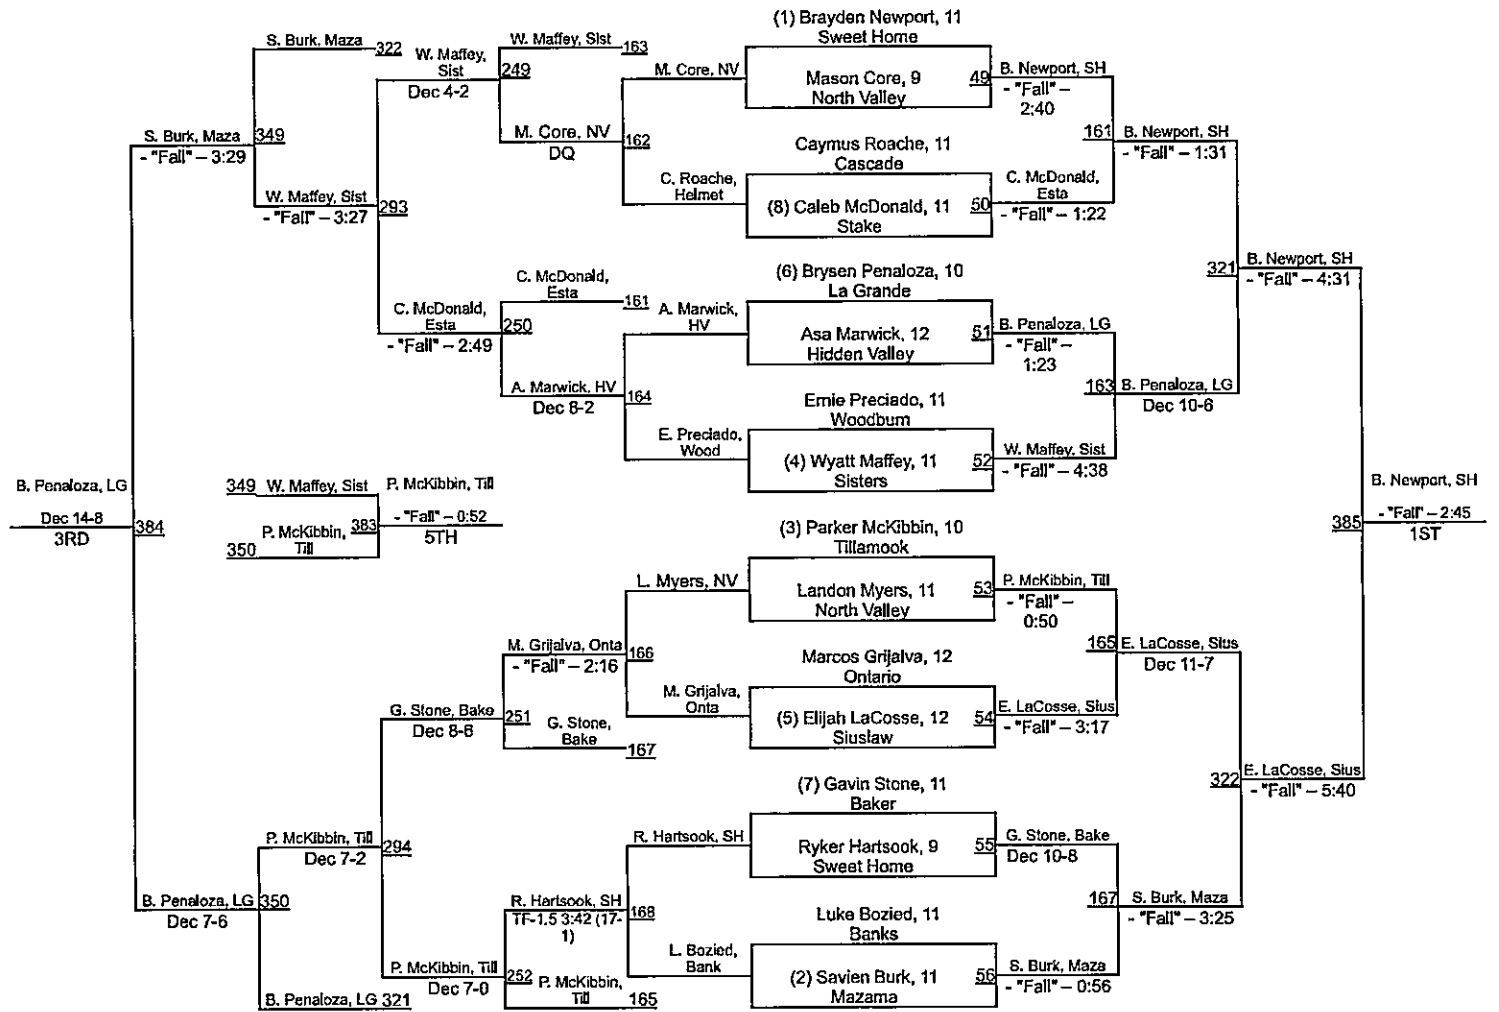 (1) Brayden Newport, 11
Sweet Home
S. Burk, Maza
322
W. Maffey,
Sist
249
Dec 4-2
W. Maffey, Sist
163
M. Core, NV
Mason Core, 9
North Valley
49
B. Newport, SH
- "Fall" – 
2:40
S. Burk, Maza
349
- "Fall" – 3:29
M. Core, NV
162
DQ
Caymus Roache, 11
Cascade
161
B. Newport, SH
- "Fall" – 1:31
W. Maffey, Sist
293
- "Fall" – 3:27
C. Roache,
Helmet
(8) Caleb McDonald, 11
Stake
50
C. McDonald,
Esta
- "Fall" – 1:22
C. McDonald,
Esta
161
(6) Brysen Penaloza, 10
La Grande
321
B. Newport, SH
- "Fall" – 4:31
C. McDonald,
Esta
250
- "Fall" – 2:49
A. Marwick,
HV
Asa Marwick, 12
Hidden Valley
51
B. Penaloza, LG
- "Fall" –
1:23
A. Marwick, HV
164
Dec 8-2
Ernie Preciado, 11
Woodburn
163
B. Penaloza, LG
Dec 10-6
E. Preciado,
Wood
(4) Wyatt Maffey, 11
Sisters
52
W. Maffey, Sist
- "Fall" – 4:38
B. Penaloza, LG
Dec 14-8
3RD
384
349
W. Maffey, Sist
P. McKibbin, Till
350
P. McKibbin,
Till
383
- "Fall" – 0:52
5TH
B. Newport, SH
385
- "Fall" – 2:45
1ST
(3) Parker McKibbin, 10
Tillamook
L. Myers, NV
Landon Myers, 11
North Valley
53
P. McKibbin, Till
- "Fall" –
0:50
M. Grijalva, Onta
166
- "Fall" – 2:16
Marcos Grijalva, 12
Ontario
165
E. LaCosse, Sius
Dec 11-7
M. Grijalva,
Onta
(5) Elijah LaCosse, 12
Siuslaw
54
E. LaCosse, Sius
- "Fall" – 3:17
G. Stone, Bake
251
Dec 8-6
G. Stone,
Bake
167
(7) Gavin Stone, 11
Baker
322
E. LaCosse, Sius
- "Fall" – 5:40
P. McKibbin, Till
294
Dec 7-2
R. Hartsook, SH
Ryker Hartsook, 9
Sweet Home
55
G. Stone, Bake
Dec 10-8
B. Penaloza, LG
350
Dec 7-6
R. Hartsook, SH
168
TF-1.5 3:42 (17-
1)
Luke Bozied, 11
Banks
167
S. Burk, Maza
- "Fall" – 3:25
P. McKibbin, Till
252
Dec 7-0
L. Bozied,
Bank
(2) Savien Burk, 11
Mazama
56
S. Burk, Maza
- "Fall" – 0:56
B. Penaloza, LG
321
P. McKibbin,
Till
165